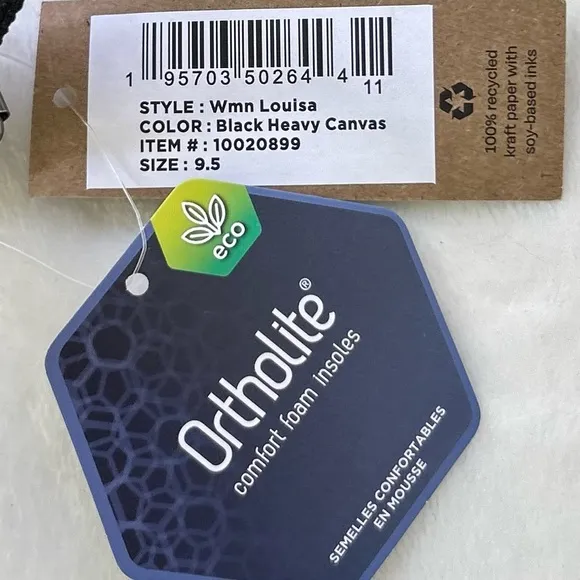 1 95703 50264 4 11
STYLE : Wmn Louisa
COLOR : Black Heavy Canvas
ITEM # : 10020899
SIZE : 9.5
100% recycled
kraft paper with
soy-based inks
eco
Ortholite®
comfort foam insoles
SEMELLES CONFORTABLES
EN MOUSSE